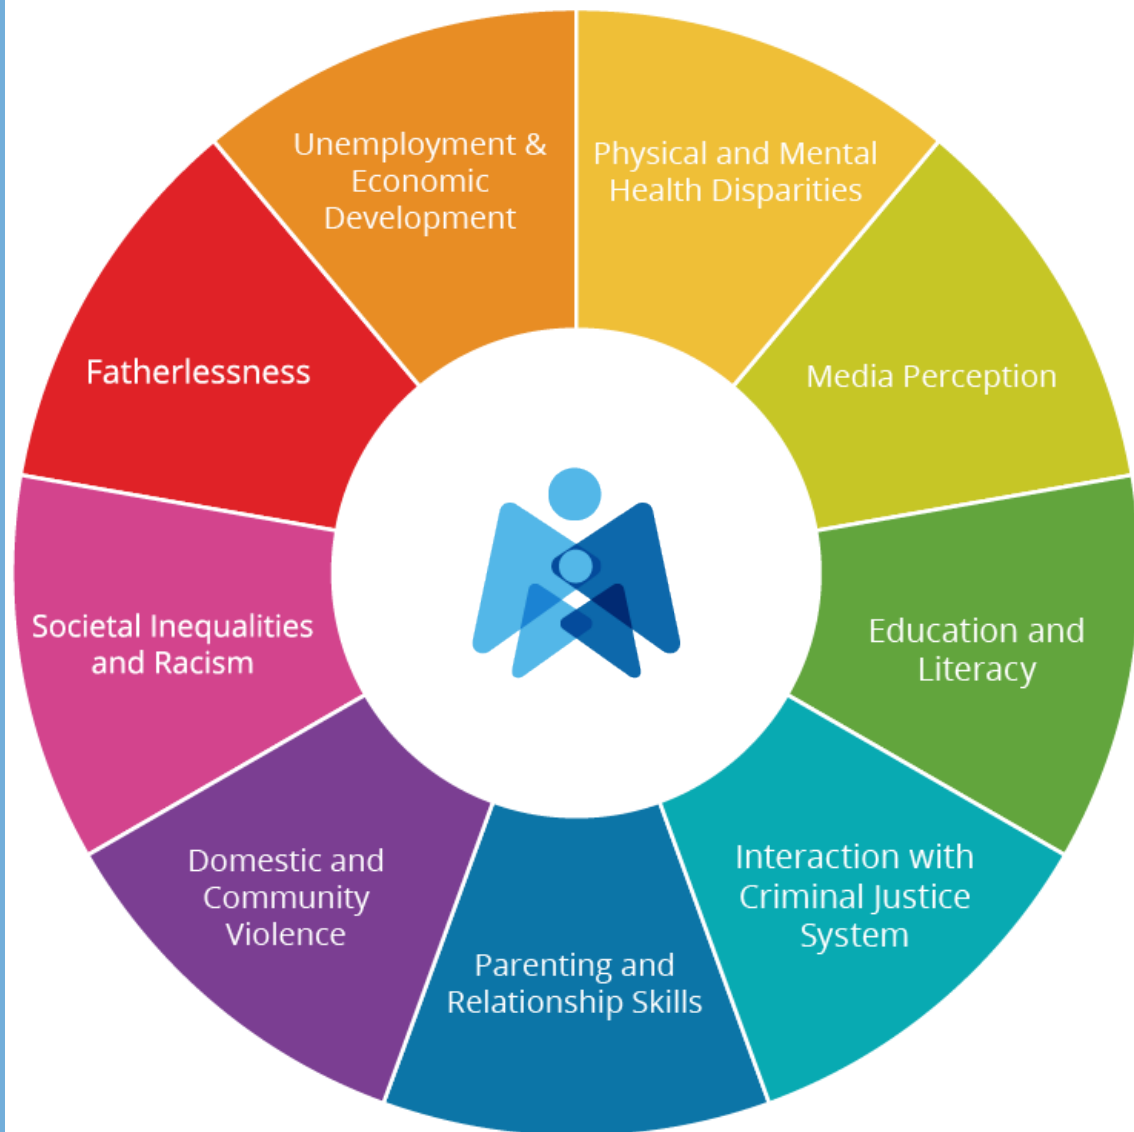 Unemployment &
Economic
Development
Physical and Mental
Health Disparities
Media Perception
Education and
Literacy
Interaction with
Criminal Justice
System
Parenting and
Relationship Skills
Domestic and
Community
Violence
Societal Inequalities
and Racism
Fatherlessness